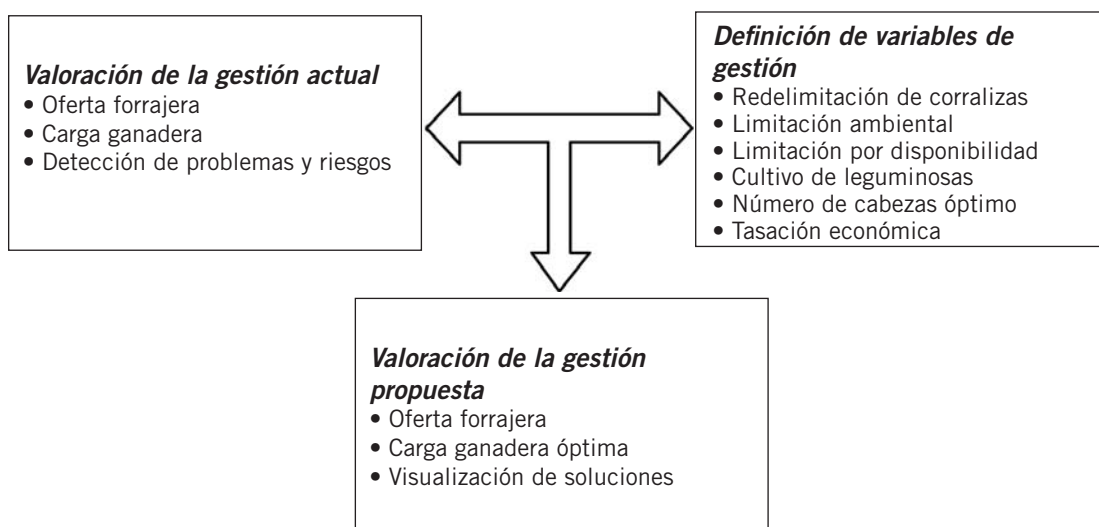 Valoración de la gestión actual
• Oferta forrajera
• Carga ganadera
• Detección de problemas y riesgos
Definición de variables de
gestión
• Redelimitación de corralizas
• Limitación ambiental
• Limitación por disponibilidad
• Cultivo de leguminosas
• Número de cabezas óptimo
• Tasación económica
Valoración de la gestión
propuesta
• Oferta forrajera
• Carga ganadera óptima
• Visualización de soluciones